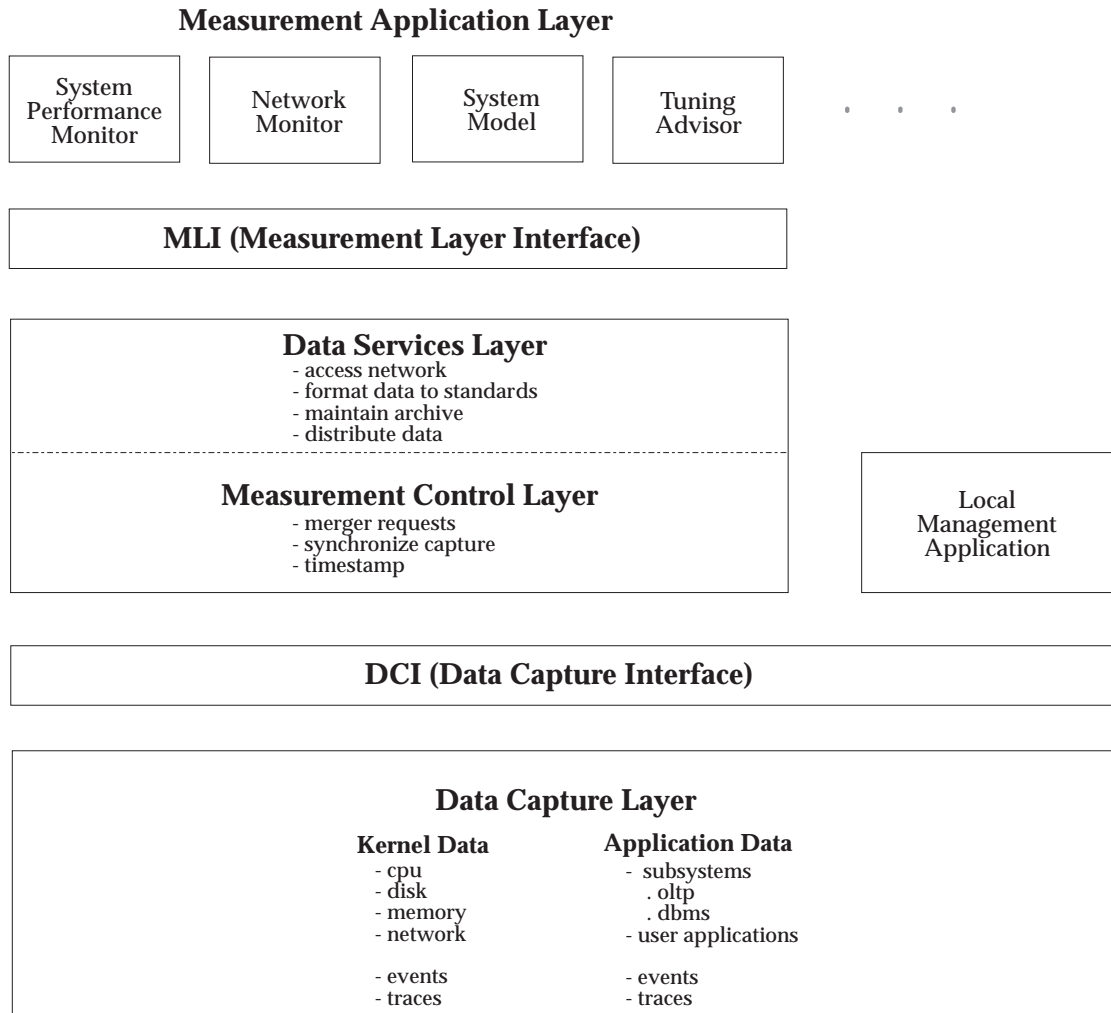 Measurement Application Layer
System
Performance
Monitor
Network
Monitor
System
Model
Tuning
Advisor
. . .
MLI (Measurement Layer Interface)
Data Services Layer
- access network
- format data to standards
- maintain archive
- distribute data
Measurement Control Layer
- merger requests
- synchronize capture
- timestamp
Local
Management
Application
DCI (Data Capture Interface)
Data Capture Layer
Kernel Data
- cpu
- disk
- memory
- network
- events
- traces
Application Data
- subsystems
. oltp
. dbms
- user applications
- events
- traces